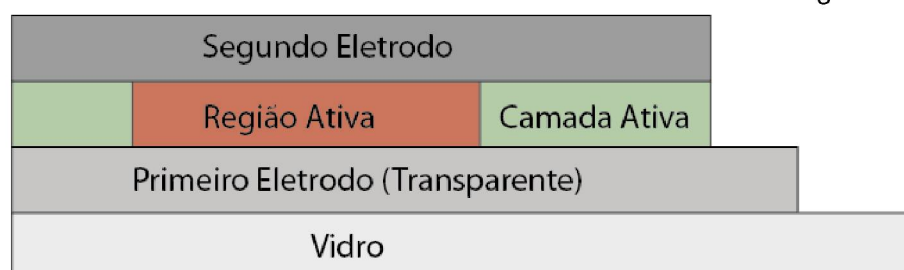 Segundo Eletrodo
Região Ativa
Camada Ativa
Primeiro Eletrodo (Transparente)
Vidro